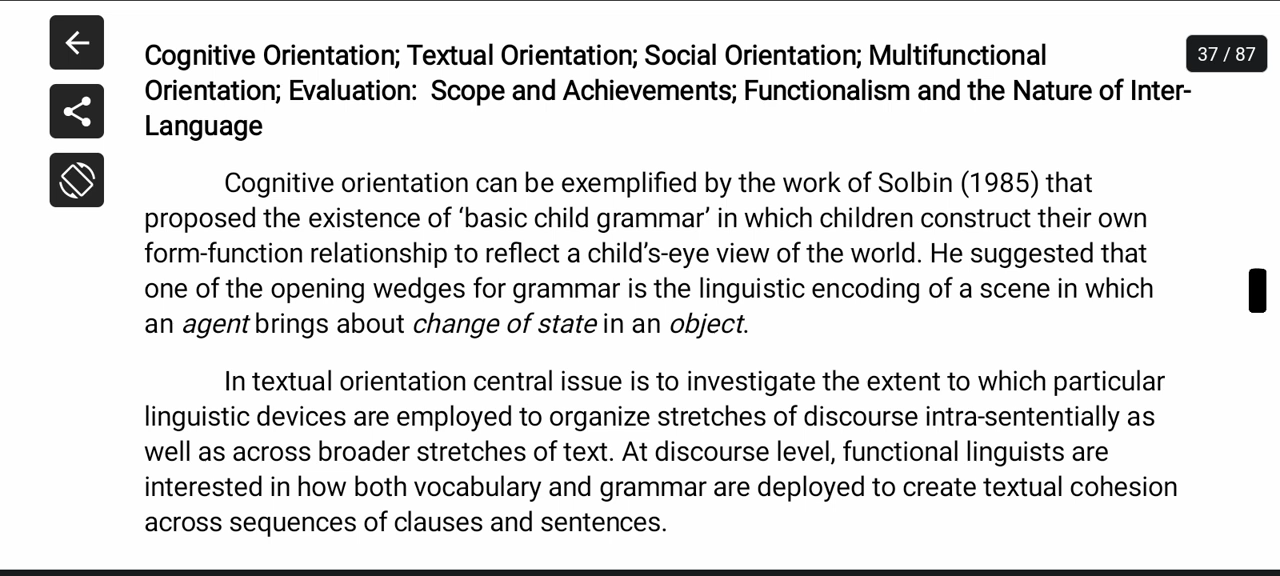 Cognitive Orientation; Textual Orientation; Social Orientation; Multifunctional
37 / 87
Orientation; Evaluation:  Scope and Achievements; Functionalism and the Nature of Inter-
Language
Cognitive orientation can be exemplified by the work of Solbin (1985) that
proposed the existence of ‘basic child grammar’ in which children construct their own
form-function relationship to reflect a child’s-eye view of the world. He suggested that
one of the opening wedges for grammar is the linguistic encoding of a scene in which
an agent brings about change of state in an object.
In textual orientation central issue is to investigate the extent to which particular
linguistic devices are employed to organize stretches of discourse intra-sententially as
well as across broader stretches of text. At discourse level, functional linguists are
interested in how both vocabulary and grammar are deployed to create textual cohesion
across sequences of clauses and sentences.